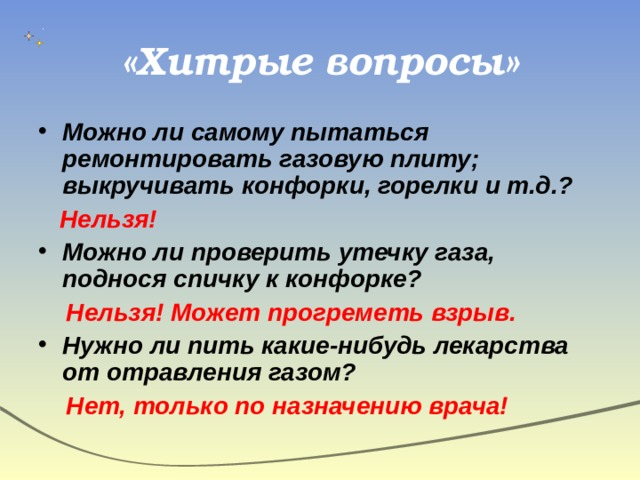 «Хитрые вопросы»
• Можно ли самому пытаться
ремонтировать газовую плиту;
выкручивать конфорки, горелки и т.д.?
Нельзя!
• Можно ли проверить утечку газа,
поднося спичку к конфорке?
Нельзя! Может прогреметь взрыв.
• Нужно ли пить какие-нибудь лекарства
от отравления газом?
Нет, только по назначению врача!